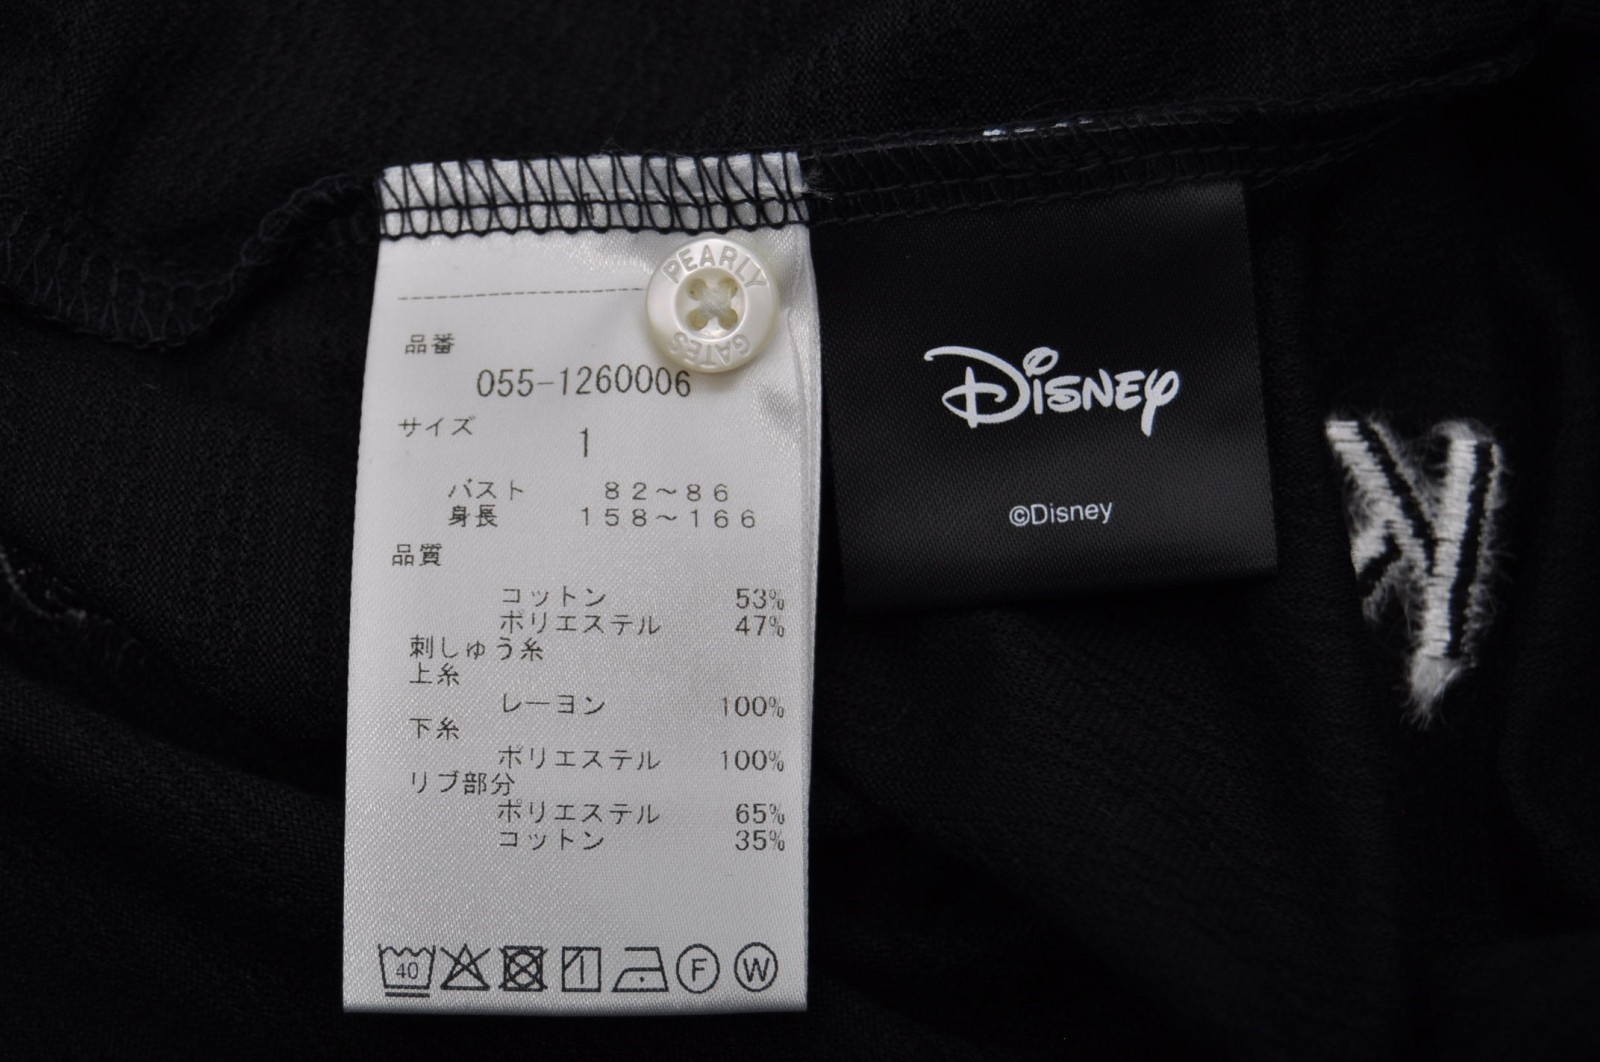 PEARLY
GATES
品番
055-1260006
サイズ
1
バスト 82～86
身長 158～166
品質
コットン 53%
ポリエステル 47%
刺しゅう糸
上糸
レーヨン 100%
下糸
ポリエステル 100%
リブ部分
ポリエステル 65%
コットン 35%
40
F
W
Disney
©Disney